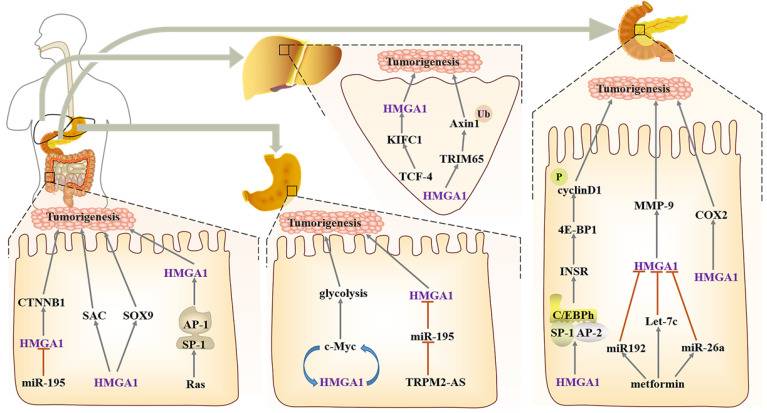 Tumorigenesis
HMGA1
KIFC1
TCF-4
Ub
Axin1
TRIM65
HMGA1
Tumorigenesis
P
cyclinD1
4E-BP1
INSR
C/EBPh
SP-1 AP-2
HMGA1
MMP-9
HMGA1
Let-7c
miR192
miR-26a
metformin
COX2
HMGA1
Tumorigenesis
CTNNB1
HMGA1
miR-195
SAC
SOX9
HMGA1
HMGA1
AP-1
SP-1
Ras
Tumorigenesis
glycolysis
c-Myc
HMGA1
HMGA1
miR-195
TRPM2-AS